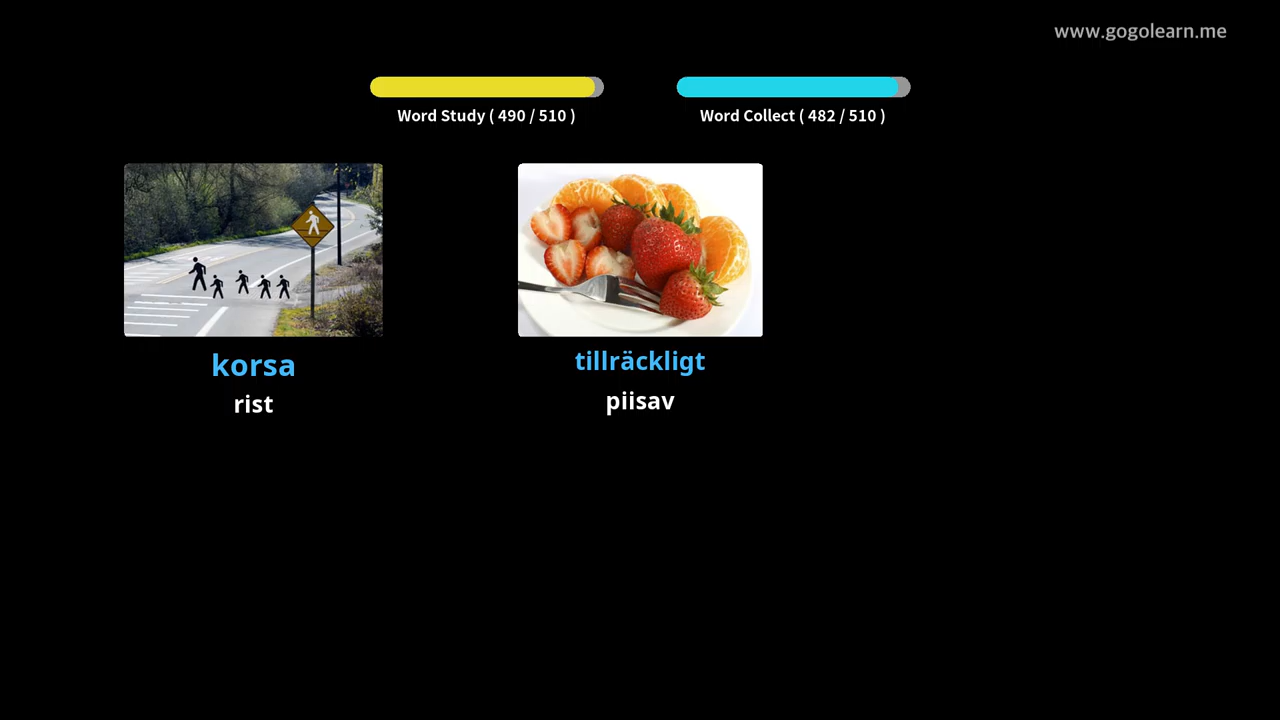 www.gogolearn.me
Word Study ( 490 / 510 )
Word Collect ( 482 / 510 )
korsa
rist
tillräckligt
piisav